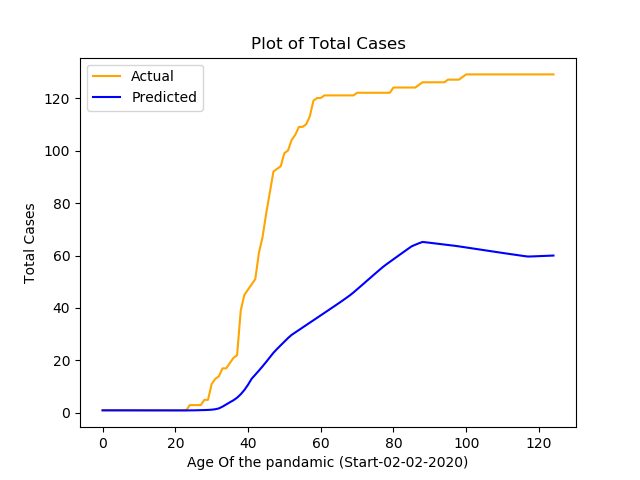 Plot of Total Cases
Actual
Predicted
Total Cases
120
100
80
60
40
20
0
0 20 40 60 80 100 120
Age Of the pandamic (Start-02-02-2020)